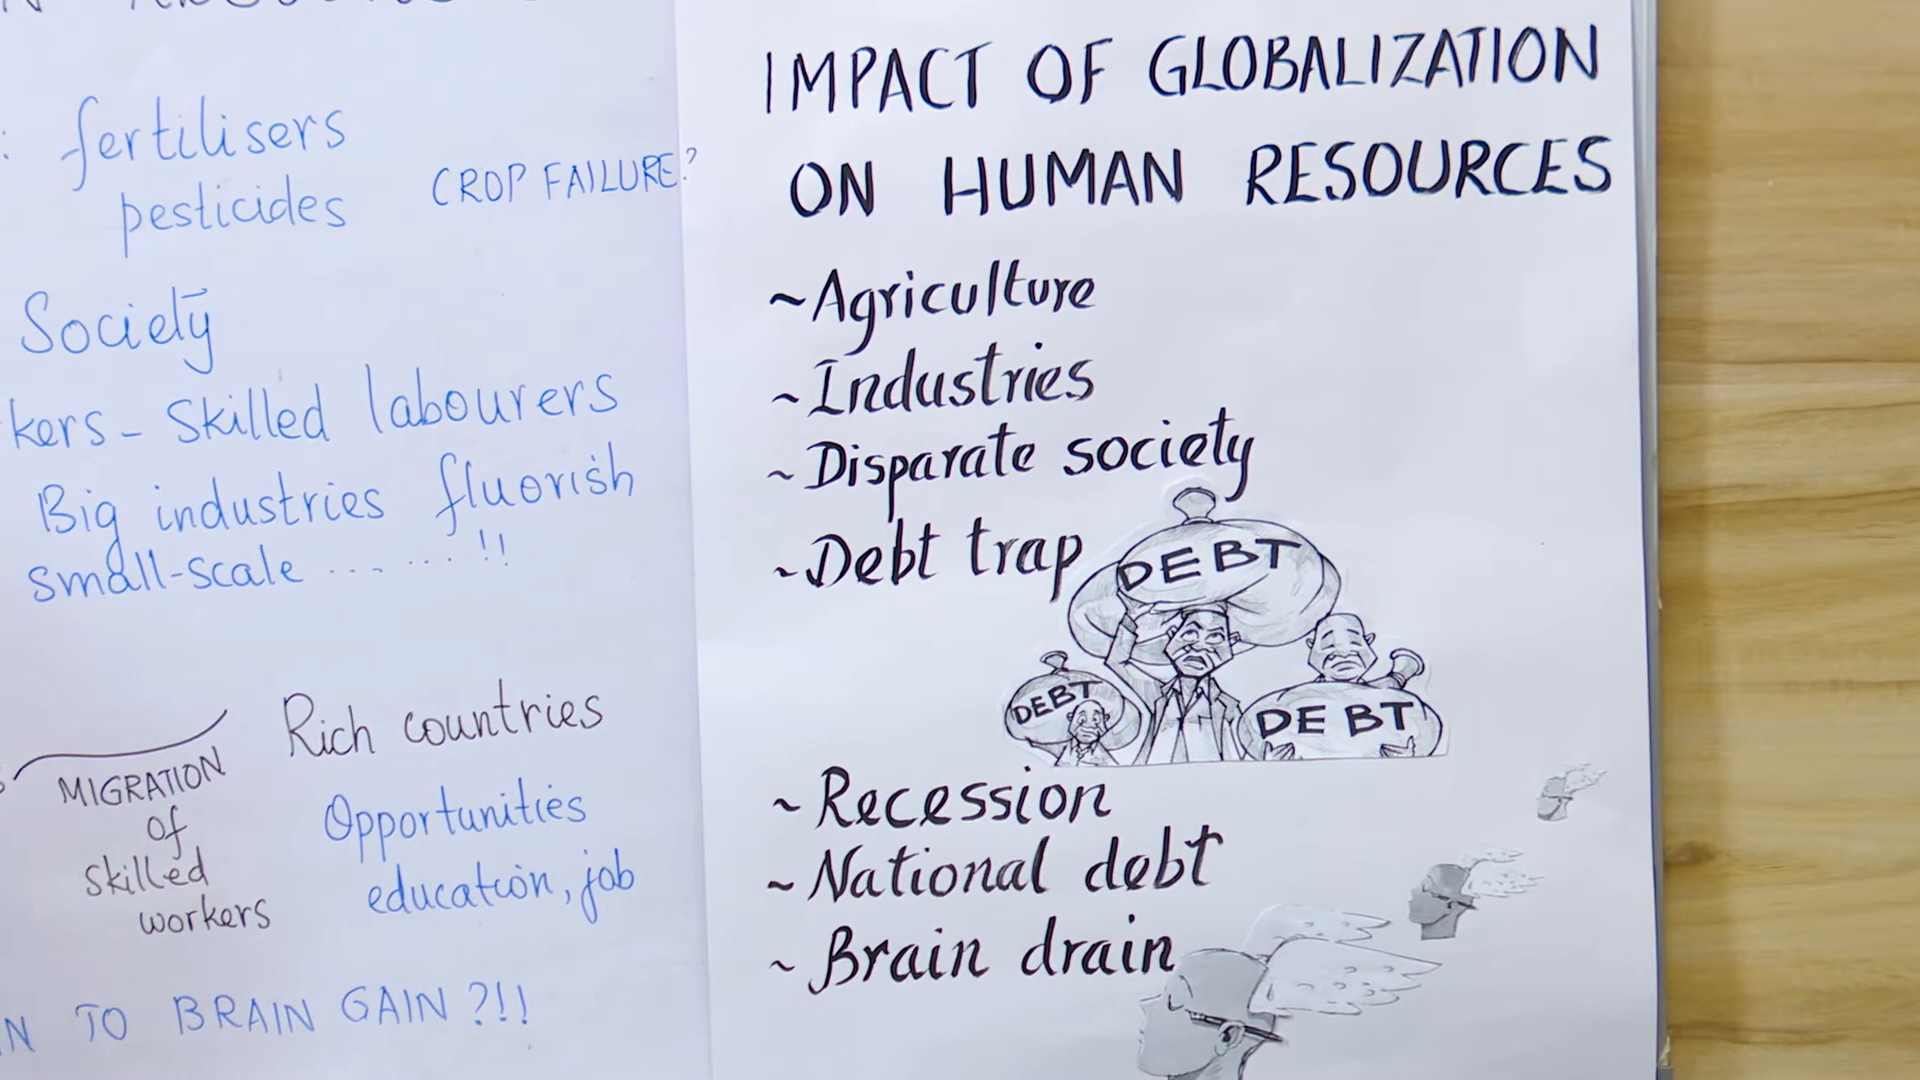 : fertilisers
pesticides
CROP FAILURE?
Society
kers - Skilled labourers
Big industries fluorish
small-scale ......... !!
Rich countries
MIGRATION
of
skilled
workers
Opportunities
education, job
N TO BRAIN GAIN ?!!
IMPACT OF GLOBALIZATION
ON HUMAN RESOURCES
~Agriculture
~Industries
~Disparate society
~Debt trap
DEBT
DEBT
DEBT
~Recession
~National debt
~Brain drain